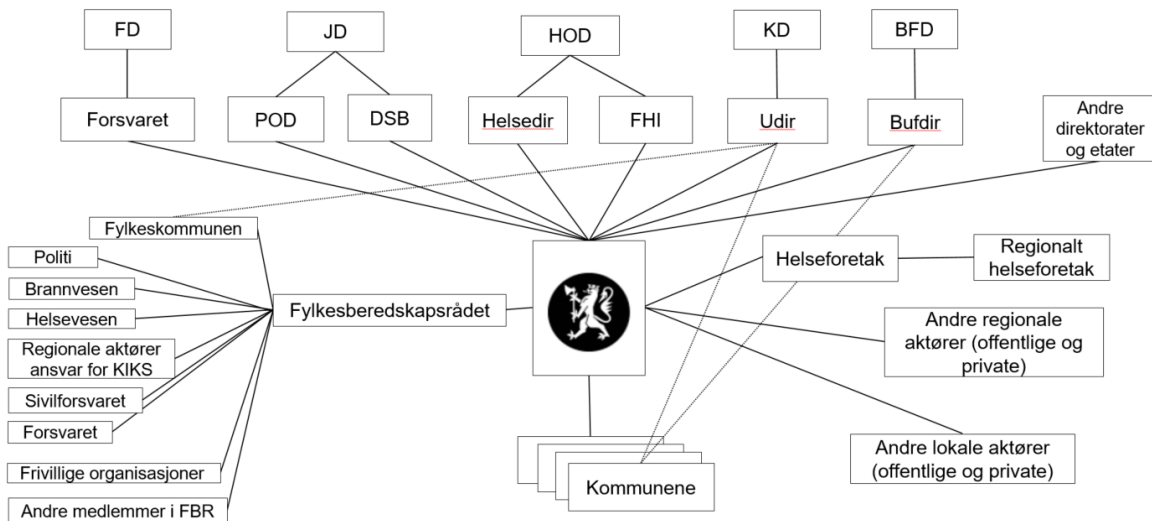 FD
JD
HOD
KD
BFD
Forsvaret
POD
DSB
Helsedir
FHI
Udir
Bufdir
Andre
direktorater
og etater
Fylkeskommunen
Politi
Brannvesen
Helsevesen
Regionale aktører
ansvar for KIKS
Sivilforsvaret
Forsvaret
Frivillige organisasjoner
Andre medlemmer i FBR
Fylkesberedskapsrådet
Helseforetak
Regionalt
helseforetak
Andre regionale
aktører (offentlige og
private)
Andre lokale aktører
(offentlige og private)
Kommunene